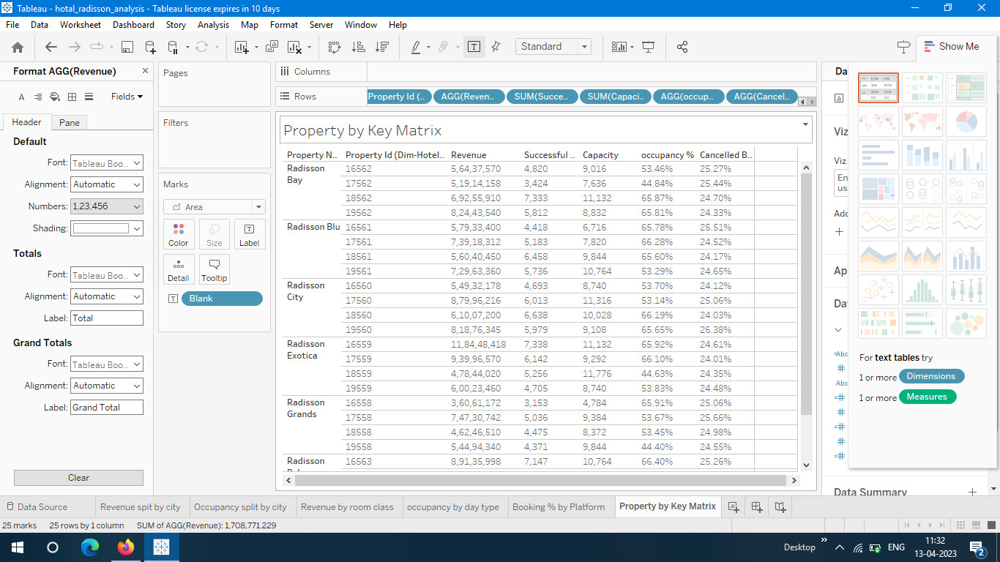 Tableau - hotal_radisson_analysis - Tableau license expires in 10 days
File Data Worksheet Dashboard Story Analysis Map Format Server Window Help
Standard
Show Me
Format AGG(Revenue)
Fields
Header Pane
Default
Font: Tableau Boo..
Alignment: Automatic
Numbers: 1,23,456
Shading:
Totals
Font: Tableau Boo..
Alignment: Automatic
Label: Total
Grand Totals
Font: Tableau Boo..
Alignment: Automatic
Label: Grand Total
Clear
Pages
Filters
Marks
Area
Color Size Label
Detail Tooltip
Blank
Columns
Rows Property Id (.. AGG(Reven.. SUM(Succe.. SUM(Capaci.. AGG(occup.. AGG(Cancel..
Property by Key Matrix
Property N.. Property Id (Dim-Hotel.. Revenue Successful .. Capacity occupancy % Cancelled B..
Radisson Bay 16562 5,64,37,570 4,820 9,016 53.46% 25.27%
17562 5,19,14,158 3,424 7,636 44.84% 25.44%
18562 6,92,55,910 7,333 11,132 65.87% 24.70%
19562 8,24,43,540 5,812 8,832 65.81% 24.33%
Radisson Blu 16561 5,79,33,400 4,418 6,716 65.78% 25.51%
17561 7,39,18,312 5,183 7,820 66.28% 24.52%
18561 5,60,40,450 6,458 9,844 65.60% 24.17%
19561 7,29,63,360 5,736 10,764 53.29% 24.65%
Radisson City 16560 5,49,32,178 4,693 8,740 53.70% 24.12%
17560 8,79,96,216 6,013 11,316 53.14% 25.06%
18560 6,10,07,200 6,638 10,028 66.19% 24.03%
19560 8,18,76,345 5,979 9,108 65.65% 26.38%
Radisson Exotica 16559 11,84,48,418 7,338 11,132 65.92% 24.61%
17559 9,39,96,570 6,142 9,292 66.10% 24.01%
18559 4,78,44,020 5,256 11,776 44.63% 24.35%
19559 6,00,23,460 4,705 8,740 53.83% 24.48%
Radisson Grands 16558 3,60,61,172 3,153 4,784 65.91% 25.06%
17558 7,47,30,742 5,036 9,384 53.67% 25.66%
18558 4,62,46,510 4,475 8,372 53.45% 24.98%
19558 5,44,94,340 4,371 9,844 44.40% 24.55%
Radisson 16563 8,91,35,998 7,147 10,764 66.40% 25.26%
Da
Viz
Viz
En
us
Ado
Ap
Dat
Abc
Abc
For text tables try
1 or more Dimensions
1 or more Measures
Data Summary
Data Source Revenue spit by city Occupancy split by city Revenue by room class occupancy by day type Booking % by Platform Property by Key Matrix
25 marks 25 rows by 1 column SUM of AGG(Revenue): 1,708,771,229
Desktop ENG 11:32
13-04-2023 2